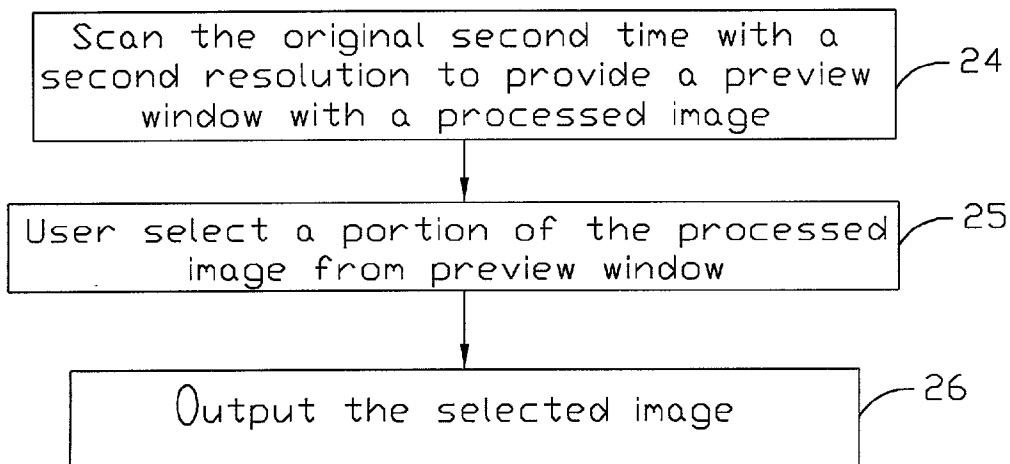 Scan the original second time with a
second resolution to provide a preview
window with a processed image
24
User select a portion of the processed
image from preview window
25
Output the selected image
26